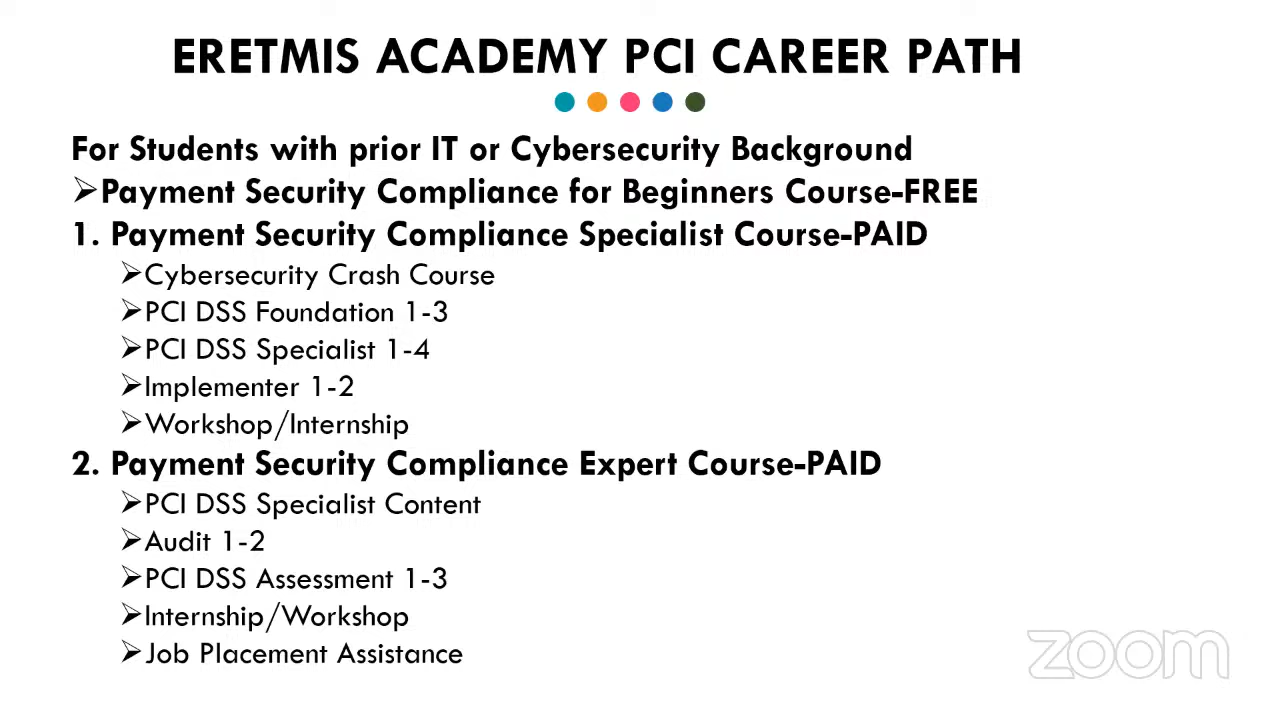 ERETMIS ACADEMY PCI CAREER PATH
For Students with prior IT or Cybersecurity Background
➢Payment Security Compliance for Beginners Course-FREE
1. Payment Security Compliance Specialist Course-PAID
➢Cybersecurity Crash Course
➢PCI DSS Foundation 1-3
➢PCI DSS Specialist 1-4
➢Implementer 1-2
➢Workshop/Internship
2. Payment Security Compliance Expert Course-PAID
➢PCI DSS Specialist Content
➢Audit 1-2
➢PCI DSS Assessment 1-3
➢Internship/Workshop
➢Job Placement Assistance
zoom